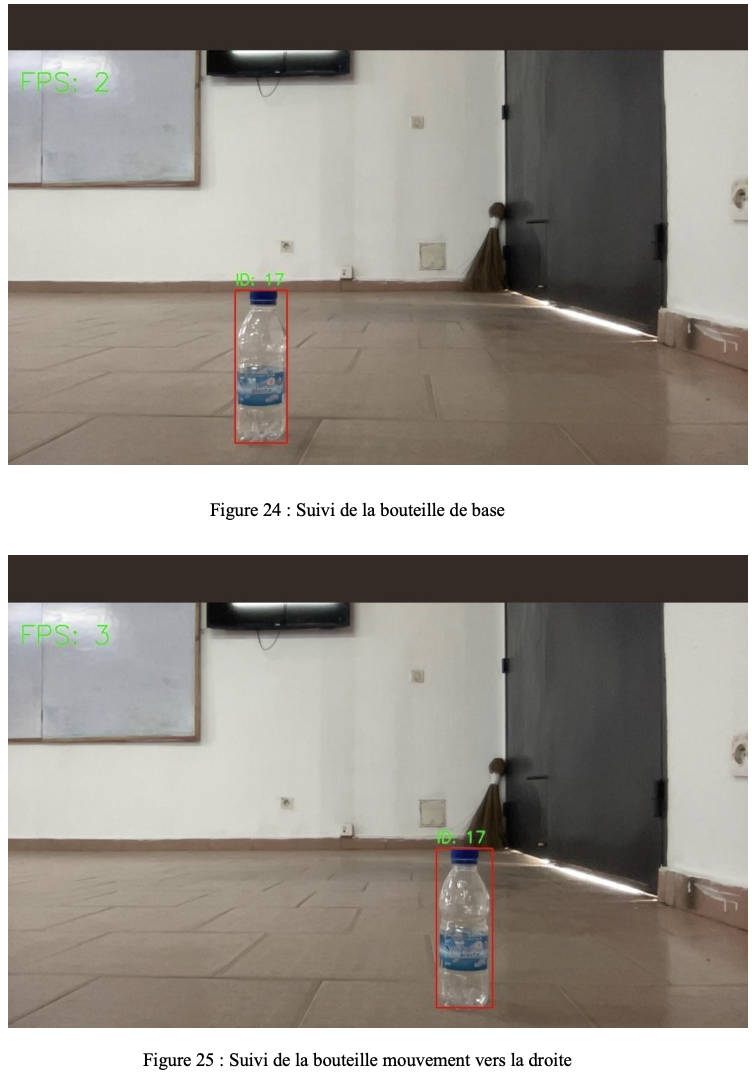 FPS: 2
ID: 17
Figure 24 : Suivi de la bouteille de base
FPS: 3
ID: 17
Figure 25 : Suivi de la bouteille mouvement vers la droite